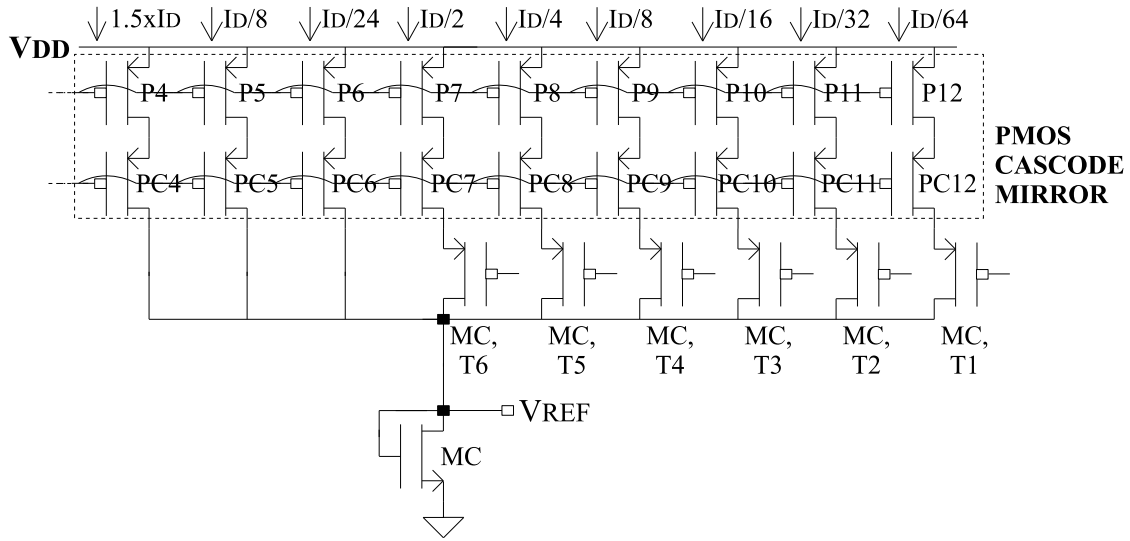 1.5xID ID/8 ID/24 ID/2 ID/4 ID/8 ID/16 ID/32 ID/64
VDD
P4 P5 P6 P7 P8 P9 P10 P11 P12
PMOS
CASCODE
MIRROR
PC4 PC5 PC6 PC7 PC8 PC9 PC10 PC11 PC12
MC, MC, MC, MC, MC, MC,
T6 T5 T4 T3 T2 T1
VREF
MC